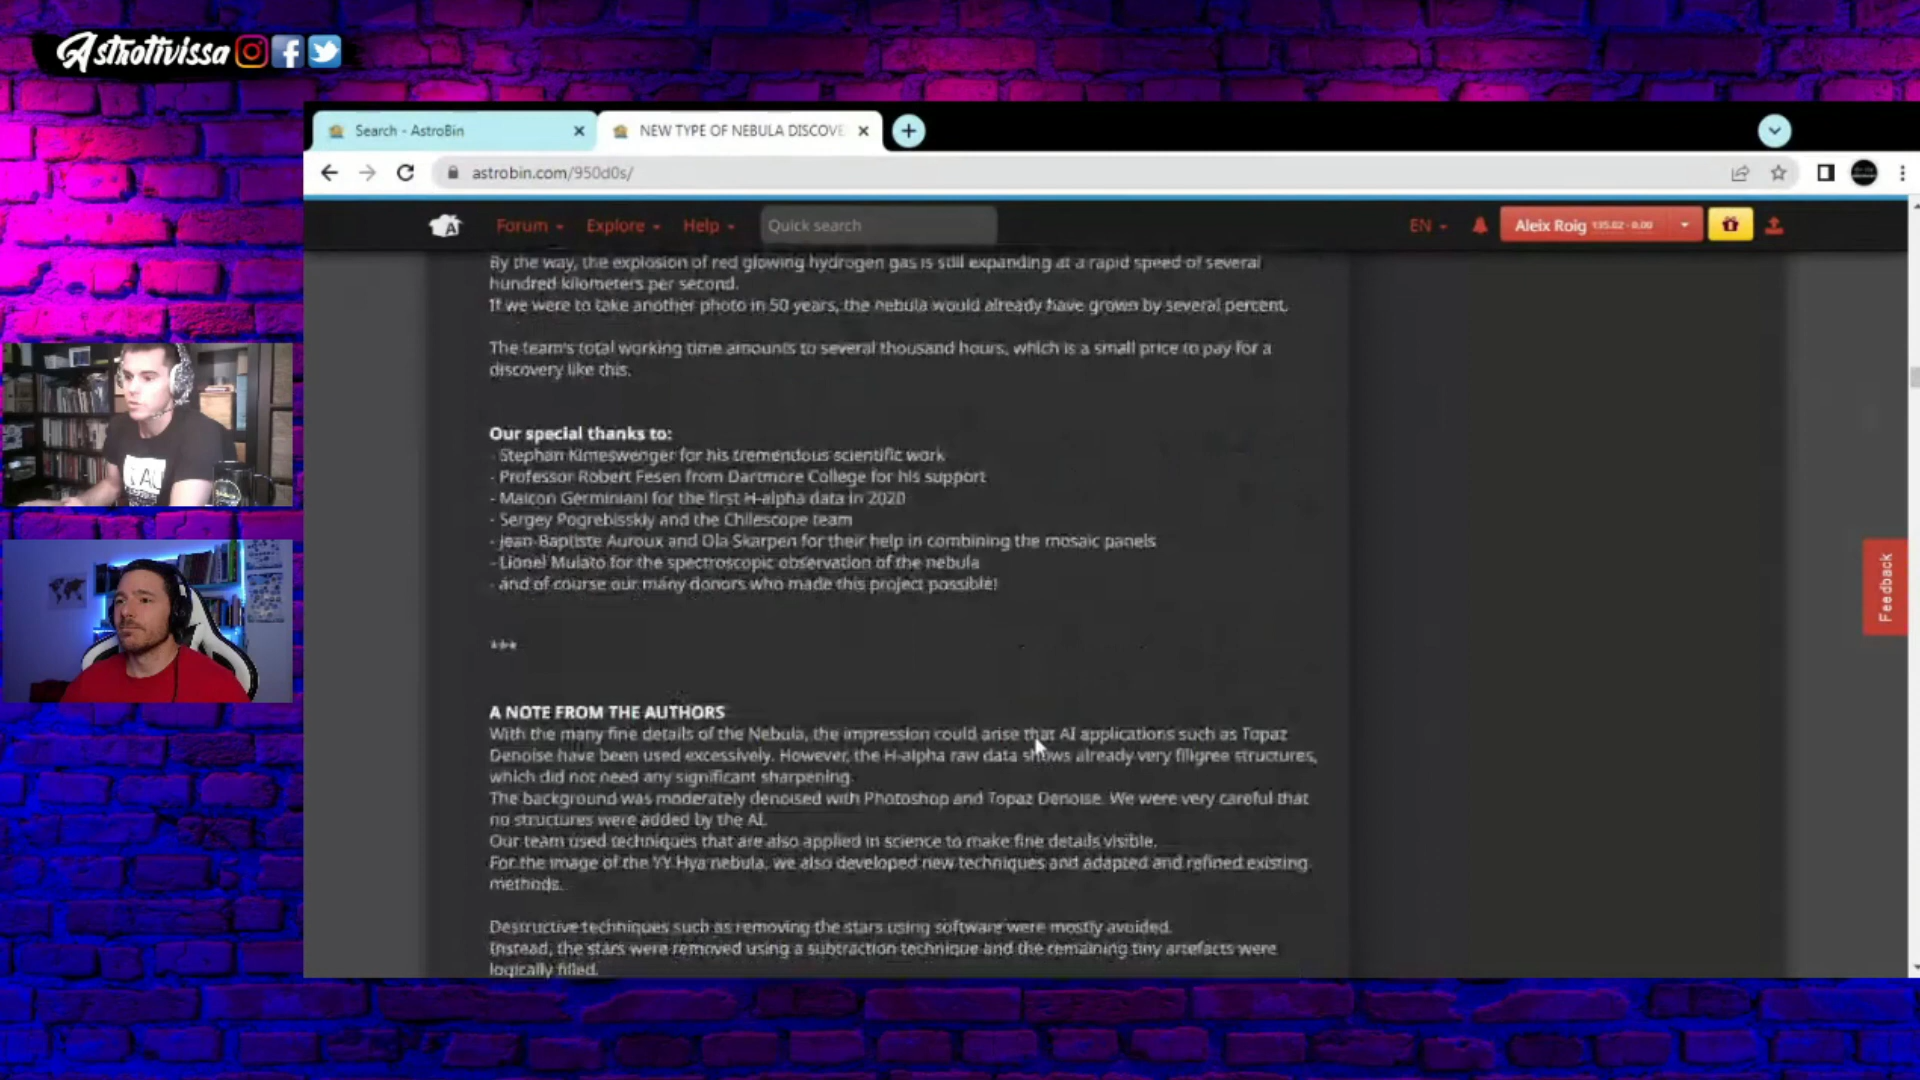 Astrotivissa
Search - AstroBin
NEW TYPE OF NEBULA DISCOVE
astrobin.com/950d0s/
A
Forum
Explore
Help
Quick search
EN
Aleix Roig 135.02 - 0.00
By the way, the explosion of red glowing hydrogen gas is still expanding at a rapid speed of several
hundred kilometers per second.
If we were to take another photo in 50 years, the nebula would already have grown by several percent.
The team's total working time amounts to several thousand hours, which is a small price to pay for a
discovery like this.
Our special thanks to:
- Stephan Kimeswenger for his tremendous scientific work
- Professor Robert Fesen from Dartmore College for his support
- Maicon Germiniani for the first H-alpha data in 2020
- Sergey Pogrebisskiy and the Chilescope team
- Jean-Baptiste Auroux and Ola Skarpen for their help in combining the mosaic panels
- Lionel Mulato for the spectroscopic observation of the nebula
- and of course our many donors who made this project possible!
***
A NOTE FROM THE AUTHORS
With the many fine details of the Nebula, the impression could arise that AI applications such as Topaz
Denoise have been used excessively. However, the H-alpha raw data shows already very filigree structures,
which did not need any significant sharpening.
The background was moderately denoised with Photoshop and Topaz Denoise. We were very careful that
no structures were added by the AI.
Our team used techniques that are also applied in science to make fine details visible.
For the image of the YY Hya nebula, we also developed new techniques and adapted and refined existing
methods.
Destructive techniques such as removing the stars using software were mostly avoided.
Instead, the stars were removed using a subtraction technique and the remaining tiny artefacts were
logically filled.
Feedback